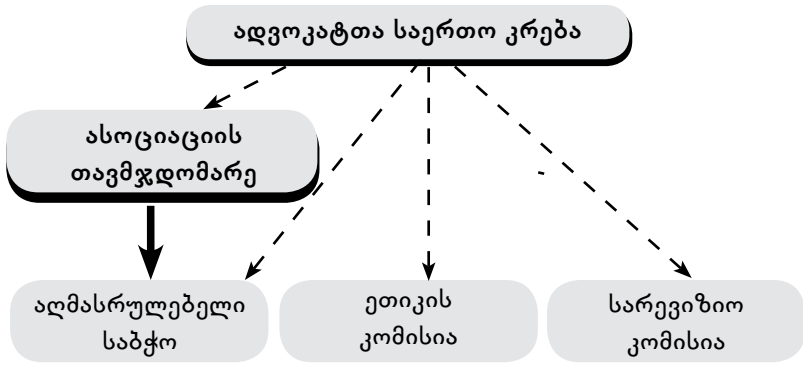 ადვოკატთა საერთო კრება
ასოციაციის
თავმჯდომარე
აღმასრულებელი
საბჭო
ეთიკის
კომისია
სარევიზიო
კომისია